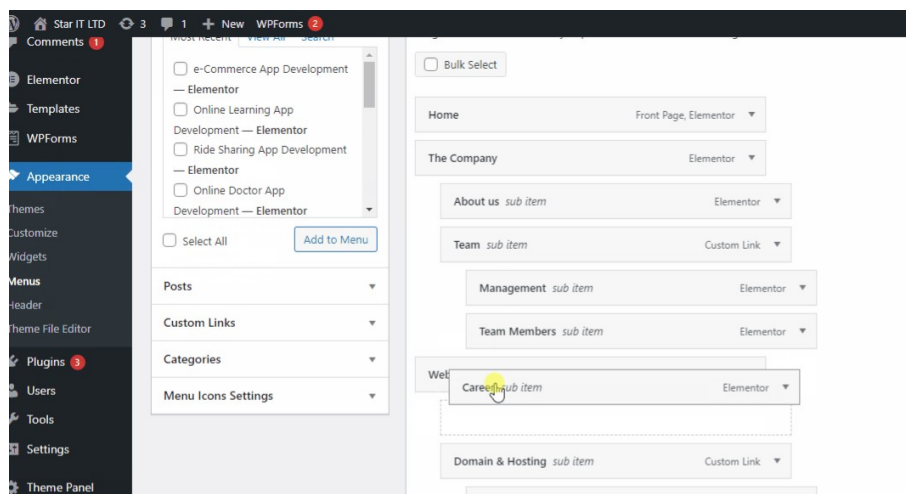 Star IT LTD 3 1 + New WPForms 2
Comments 1
Elementor
Templates
WPForms
Appearance
Themes
Customize
Widgets
Menus
Header
Theme File Editor
Plugins 3
Users
Tools
Settings
Theme Panel
Most Recent View All Search
e-Commerce App Development
— Elementor
Online Learning App
Development — Elementor
Ride Sharing App Development
— Elementor
Online Doctor App
Development — Elementor
Select All Add to Menu
Posts
Custom Links
Categories
Menu Icons Settings
Bulk Select
Home Front Page, Elementor
The Company Elementor
About us sub item Elementor
Team sub item Custom Link
Management sub item Elementor
Team Members sub item Elementor
Web
Career sub item Elementor
Domain & Hosting sub item Custom Link